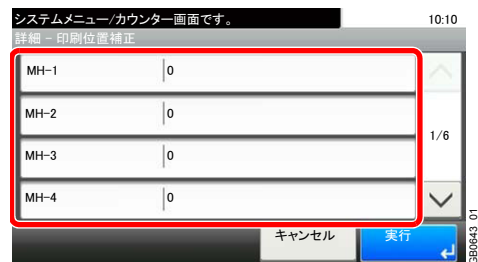 システムメニュー/カウンター画面です。 10:10
詳細 - 印刷位置補正
MH-1 0
MH-2 0
1/6
MH-3 0
MH-4 0
キャンセル 実行
GB0643 01